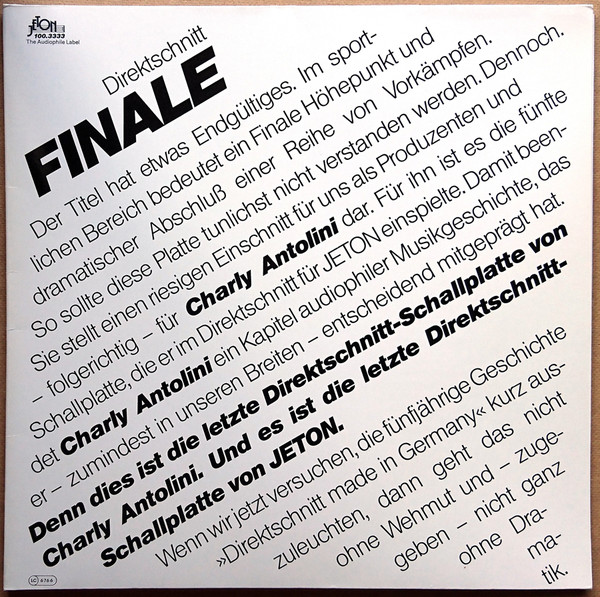 JETON
100.3333
The Audiophile Label
Direktschnitt
FINALE
Der Titel hat etwas Endgültiges. Im sport-
lichen Bereich bedeutet ein Finale Höhepunkt und
dramatischer Abschluß einer Reihe von Vorkämpfen.
So sollte diese Platte tunlichst nicht verstanden werden. Dennoch.
Sie stellt einen riesigen Einschnitt für uns als Produzenten und
– folgerichtig – für Charly Antolini dar. Für ihn ist es die fünfte
Schallplatte, die er im Direktschnitt für JETON einspielte. Damit been-
det Charly Antolini ein Kapitel audiophiler Musikgeschichte, das
er – zumindest in unseren Breiten – entscheidend mitgeprägt hat.
Denn dies ist die letzte Direktschnitt-Schallplatte von
Charly Antolini. Und es ist die letzte Direktschnitt-
Schallplatte von JETON.
Wenn wir jetzt versuchen, die fünfjährige Geschichte
»Direktschnitt made in Germany« kurz aus-
zuleuchten, dann geht das nicht
ohne Wehmut und – zuge-
geben – nicht ganz
ohne Dra-
ma-
tik.
LC 6766